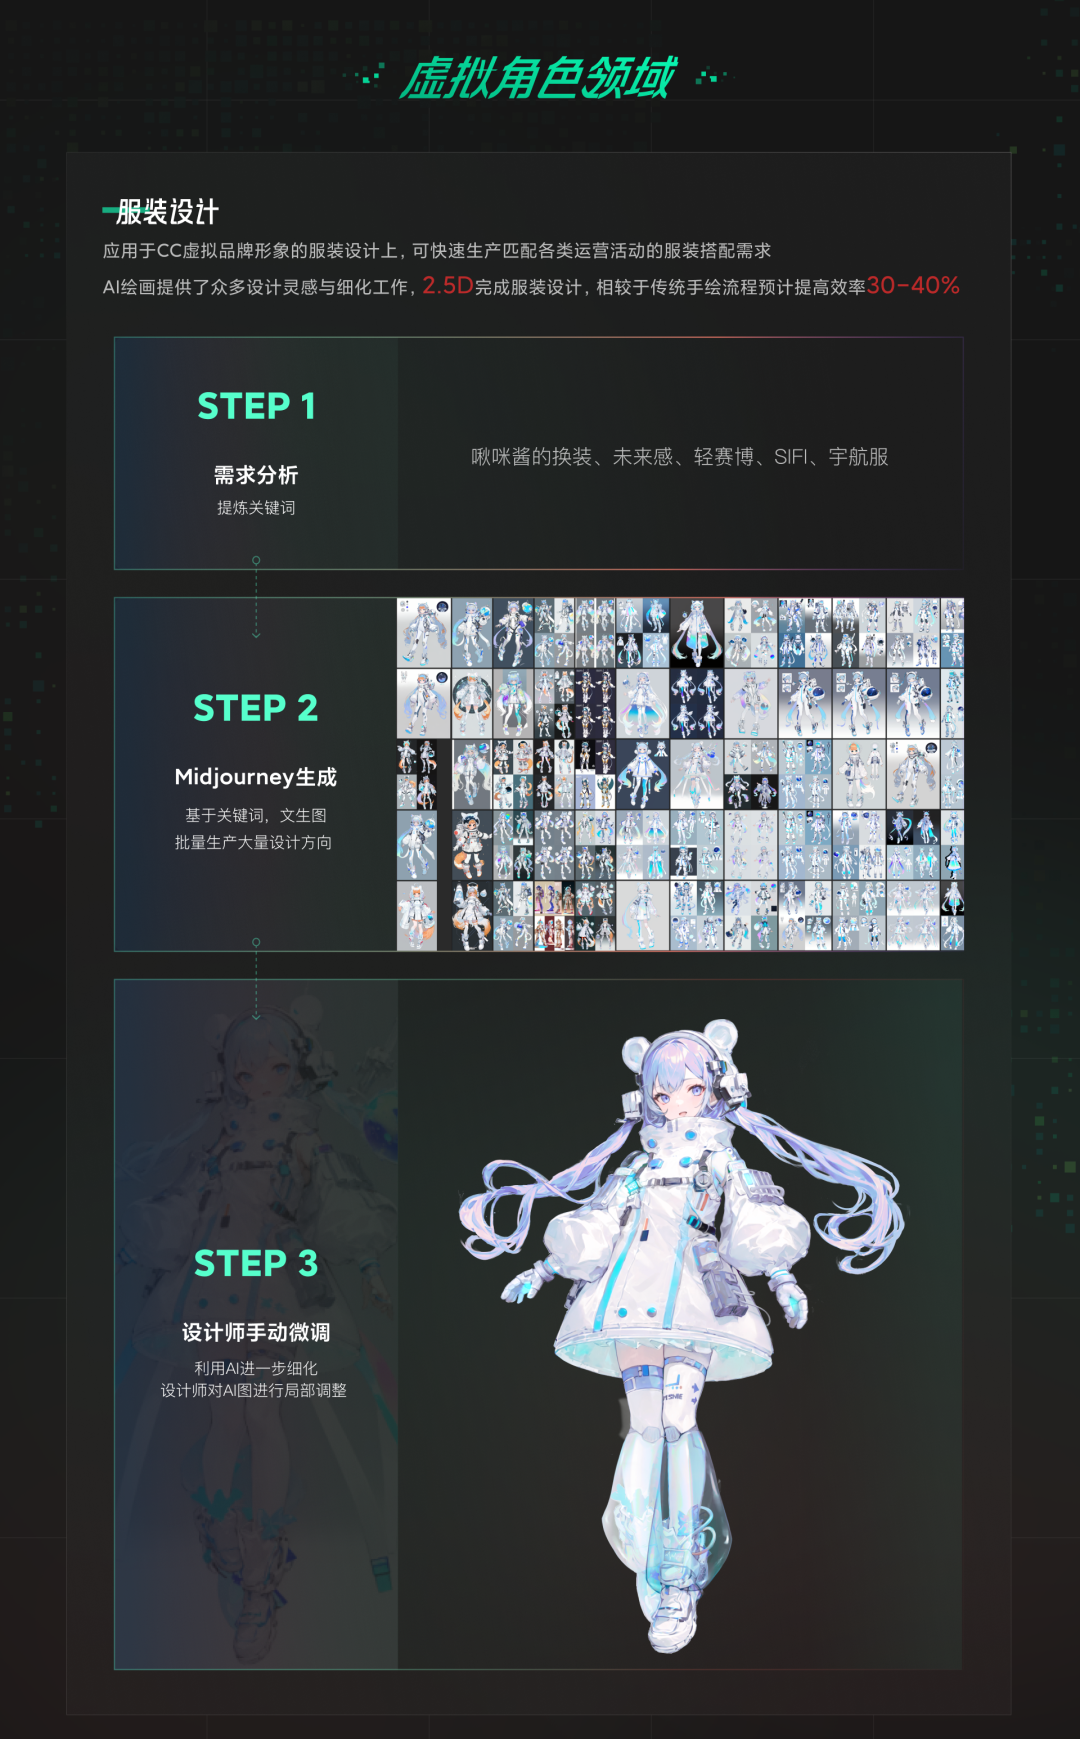 虚拟角色领域
服装设计
应用于CC虚拟品牌形象的服装设计上，可快速生产匹配各类运营活动的服装搭配需求
AI绘画提供了众多设计灵感与细化工作，2.5D完成服装设计，相较于传统手绘流程预计提高效率30-40%
STEP 1
需求分析
提炼关键词
啾咪酱的换装、未来感、轻赛博、SIFI、宇航服
STEP 2
Midjourney生成
基于关键词，文生图
批量生产大量设计方向
STEP 3
设计师手动微调
利用AI进一步细化
设计师对AI图进行局部调整